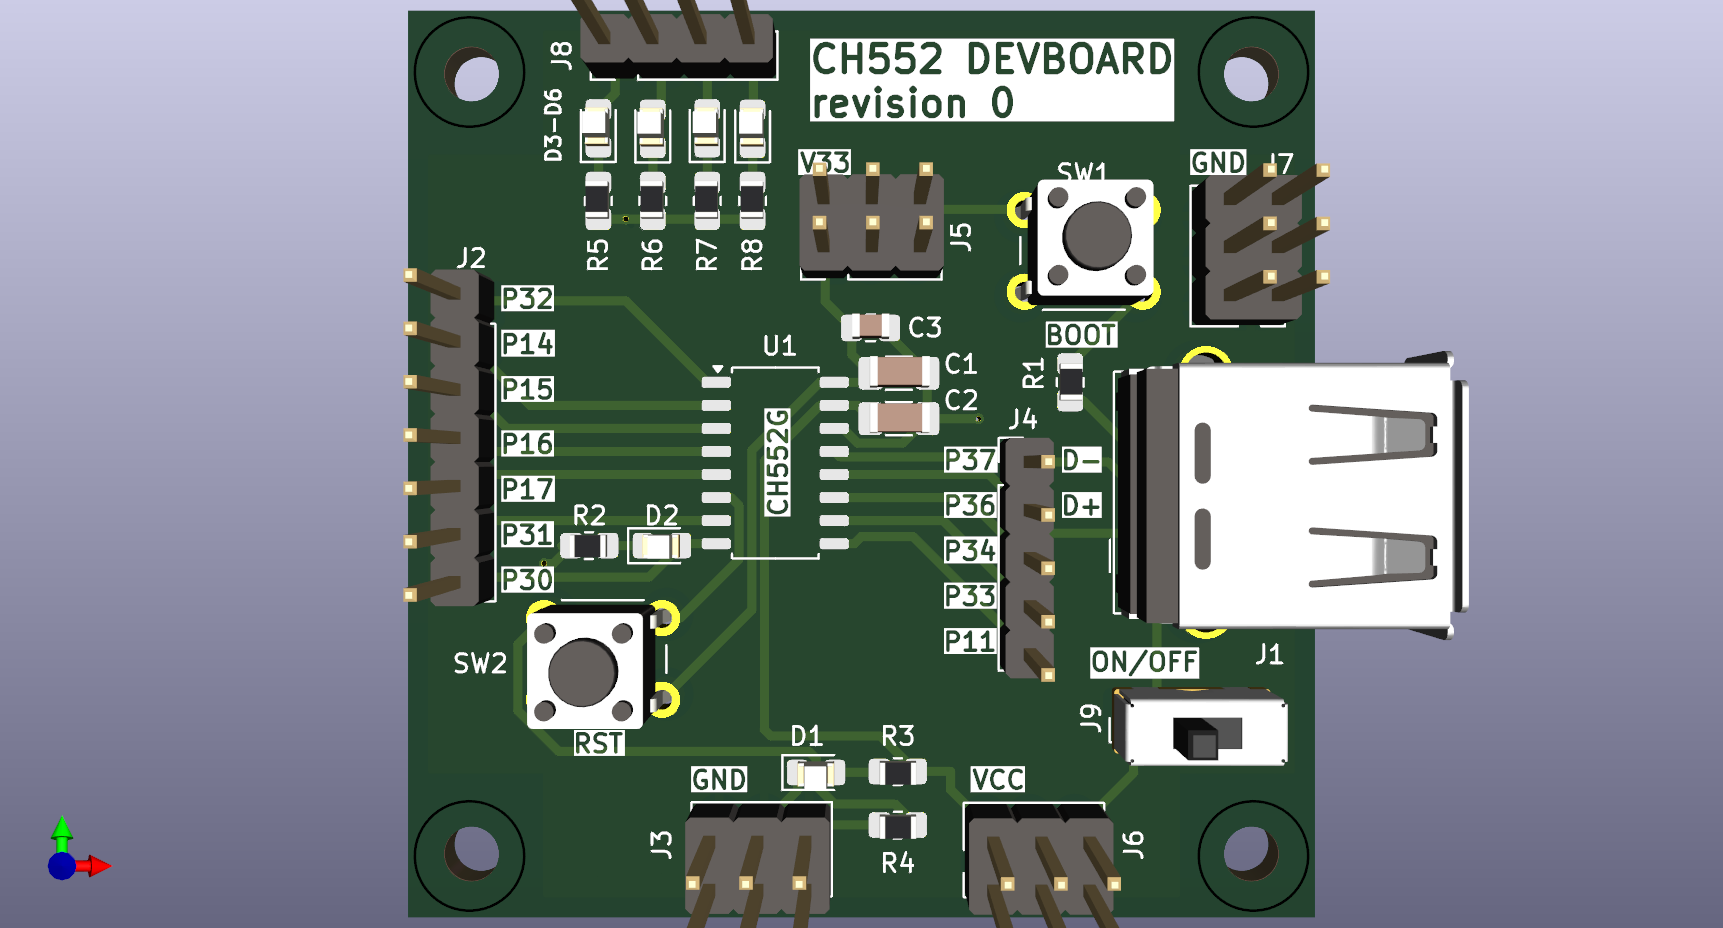 J8
CH552 DEVBOARD
revision 0
D3-D6
V33
SW1
GND
J7
R5
R6
R7
R8
J5
J2
P32
P14
P15
P16
P17
P31
P30
BOOT
C3
C1
C2
U1
CH552G
R1
J4
P37
P36
P34
P33
P11
D-
D+
R2
D2
SW2
RST
ON/OFF
J1
J9
D1
R3
GND
VCC
J3
R4
J6